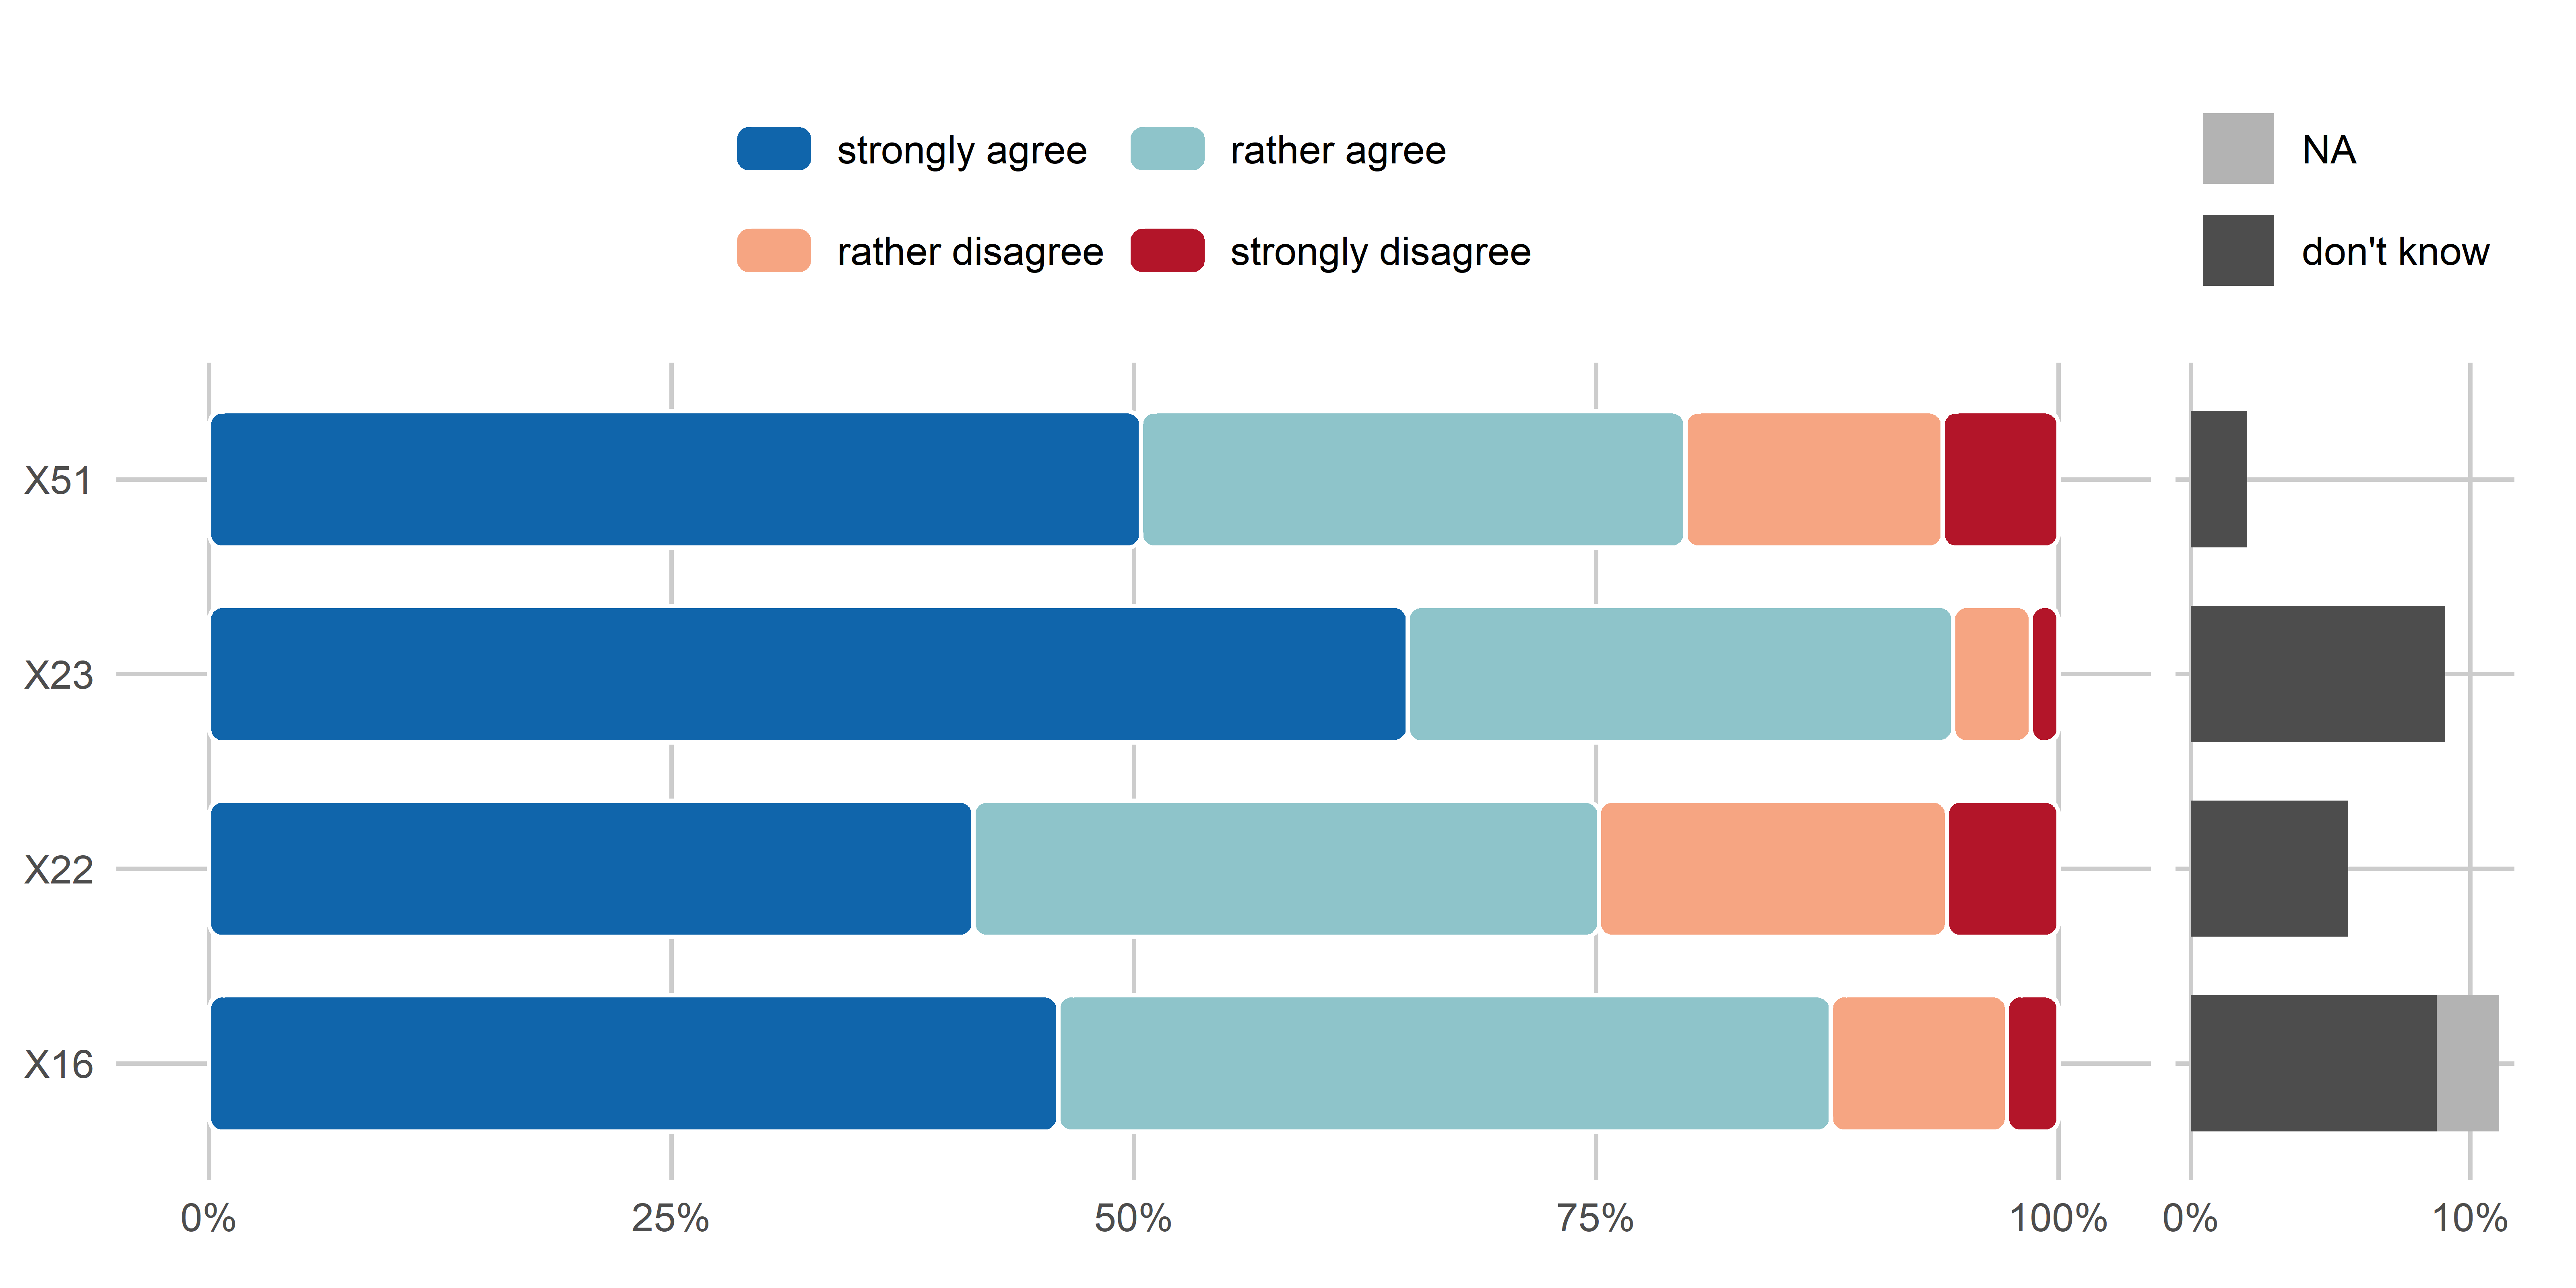 strongly agree rather agree NA
rather disagree strongly disagree don't know
X51
X23
X22
X16
0% 25% 50% 75% 100% 0% 10%